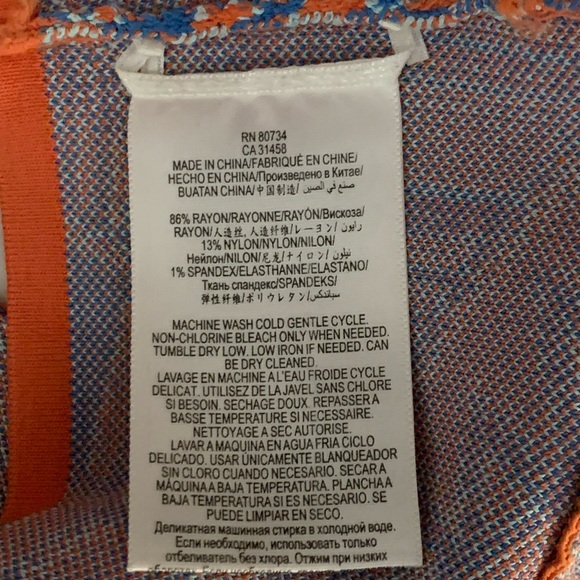 RN 80734
CA 31458
MADE IN CHINA/FABRIQUÉ EN CHINE/
HECHO EN CHINA/Произведено в Китае/
BUATAN CHINA/中国制造/ صنع في الصين
86% RAYON/RAYONNE/RAYÓN/Вискоза/
RAYON/人造丝, 人造纤维/レーヨン/ رايون
13% NYLON/NYLON/NILON/
Нейлон/NILON/尼龙/ナイロン/ نيلون
1% SPANDEX/ELASTHANNE/ELASTANO/
Ткань спандекс/SPANDEKS/
弹性纤维/ポリウレタン/ سباندكس
MACHINE WASH COLD GENTLE CYCLE.
NON-CHLORINE BLEACH ONLY WHEN NEEDED.
TUMBLE DRY LOW. LOW IRON IF NEEDED. CAN
BE DRY CLEANED.
LAVAGE EN MACHINE A L'EAU FROIDE CYCLE
DELICAT. UTILISEZ DE LA JAVEL SANS CHLORE
SI BESOIN. SECHAGE DOUX. REPASSER A
BASSE TEMPERATURE SI NECESSAIRE.
NETTOYAGE A SEC AUTORISE.
LAVAR A MAQUINA EN AGUA FRIA CICLO
DELICADO. USAR ÚNICAMENTE BLANQUEADOR
SIN CLORO CUANDO NECESARIO. SECAR A
MÁQUINA A BAJA TEMPERATURA. PLANCHA A
BAJA TEMPERATURA SI ES NECESARIO. SE
PUEDE LIMPIAR EN SECO.
Деликатная машинная стирка в холодной воде.
Если необходимо, использовать только
отбеливатель без хлора. Отжим при низких